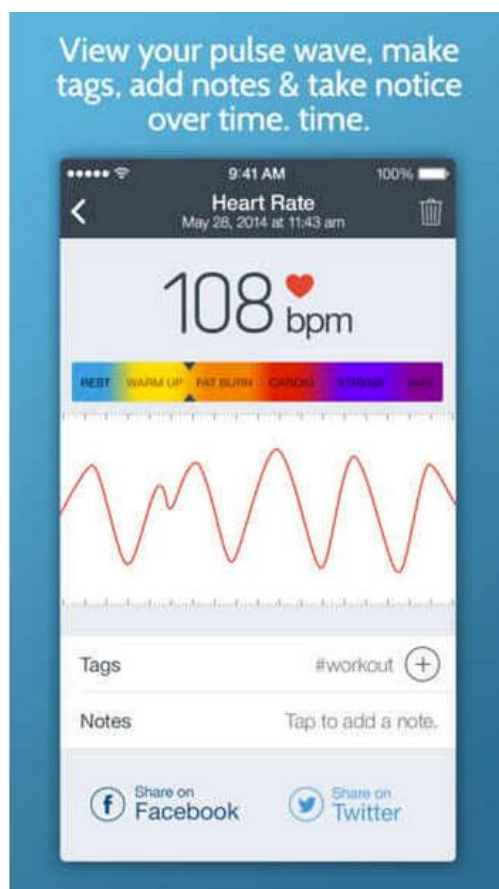 View your pulse wave, make
tags, add notes & take notice
over time. time.
9:41 AM
100%
Heart Rate
May 28, 2014 at 11:43 am
108 bpm
REST WARM UP FAT BURN CARDIO XTREME MAX
Tags #workout
Notes Tap to add a note.
Share on
Facebook
Share on
Twitter